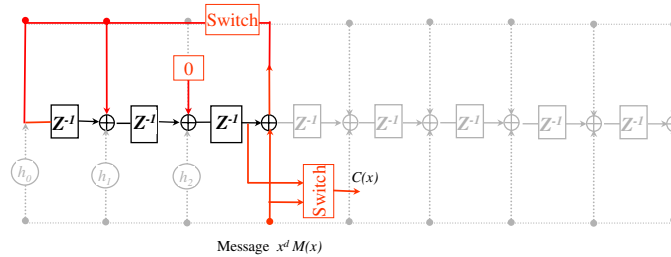 Switch
0
Z-1 Z-1 Z-1 Z-1 Z-1 Z-1 Z-1 Z-1
h0 h1 h2
Switch
C(x)
Message xd M(x)